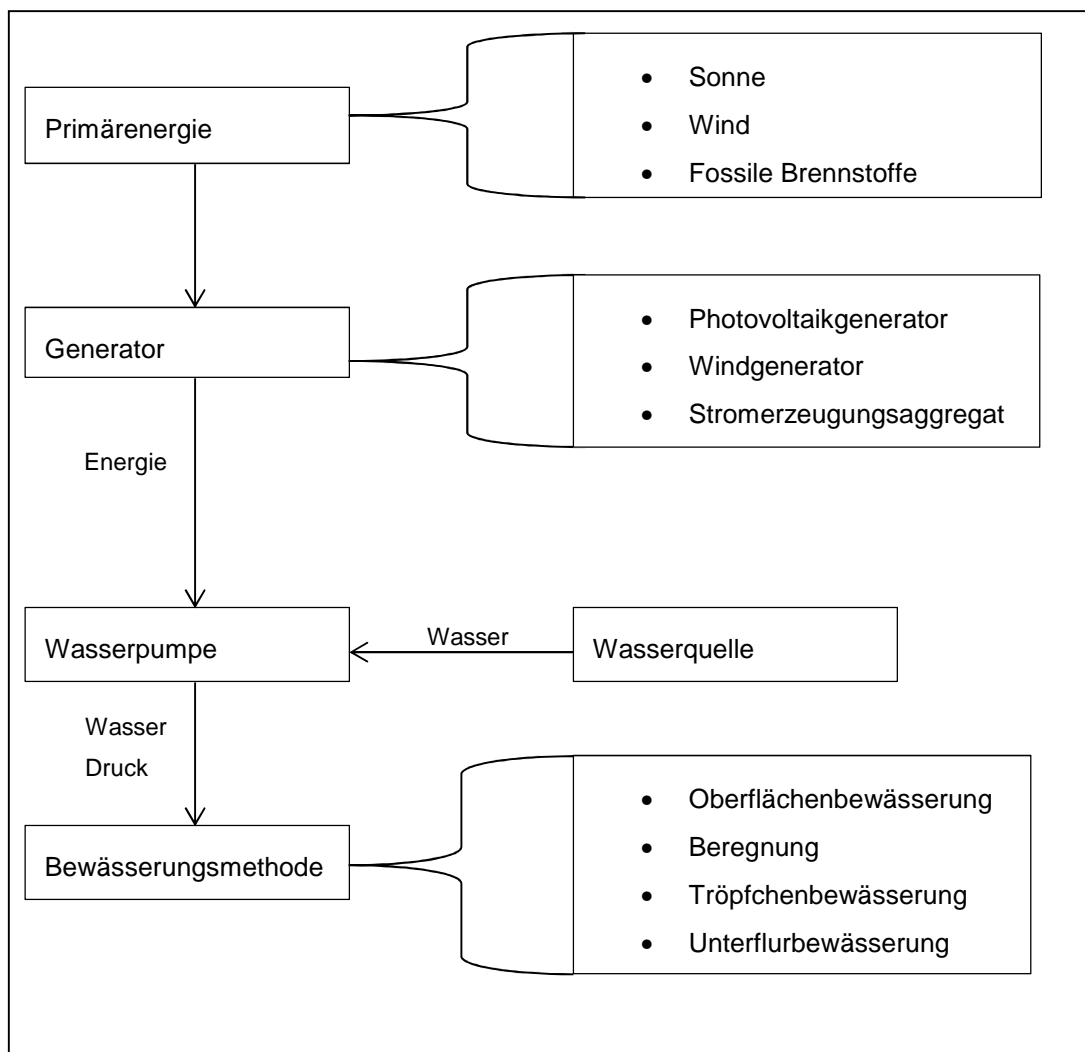 Primärenergie
• Sonne
• Wind
• Fossile Brennstoffe
Generator
• Photovoltaikgenerator
• Windgenerator
• Stromerzeugungsaggregat
Energie
Wasserpumpe
Wasser
Wasserquelle
Wasser
Druck
Bewässerungsmethode
• Oberflächenbewässerung
• Beregnung
• Tröpfchenbewässerung
• Unterflurbewässerung